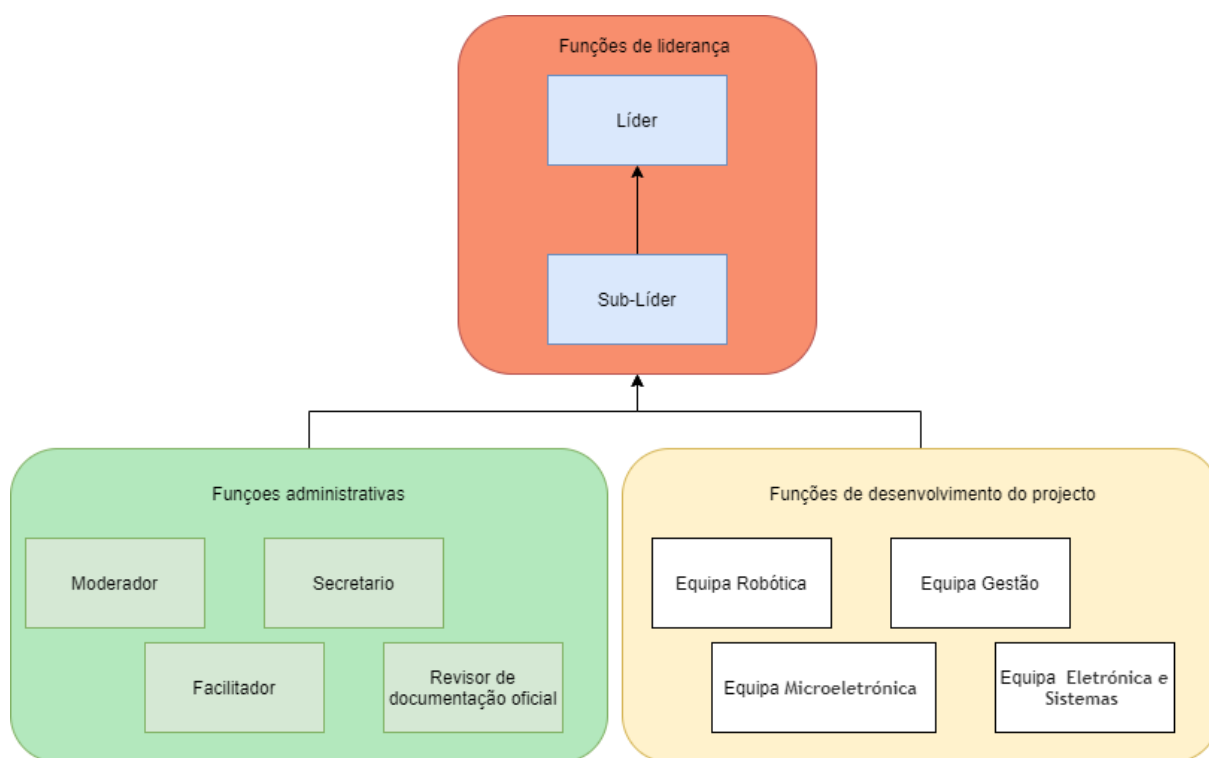 Funções de liderança
Líder
Sub-Líder
Funçoes administrativas
Moderador
Secretario
Facilitador
Revisor de
documentação oficial
Funções de desenvolvimento do projecto
Equipa Robótica
Equipa Gestão
Equipa Microeletrónica
Equipa Eletrónica e
Sistemas